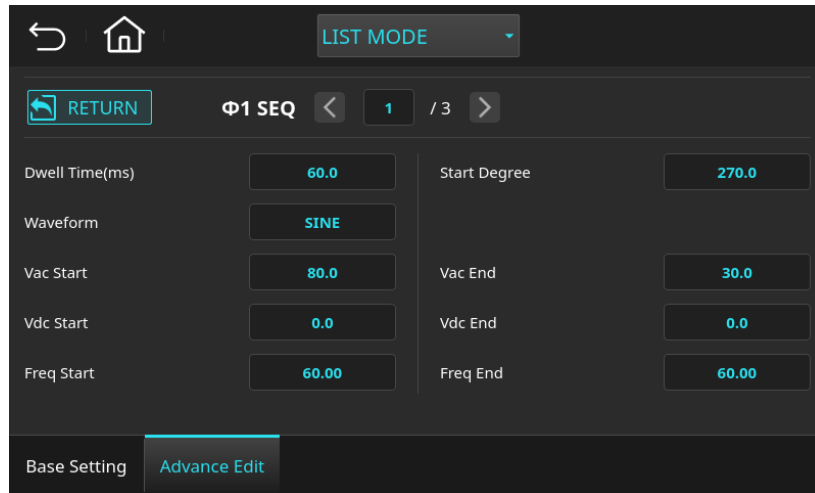 LIST MODE
RETURN Φ1 SEQ 1 / 3
Dwell Time(ms) 60.0 Start Degree 270.0
Waveform SINE
Vac Start 80.0 Vac End 30.0
Vdc Start 0.0 Vdc End 0.0
Freq Start 60.00 Freq End 60.00
Base Setting Advance Edit